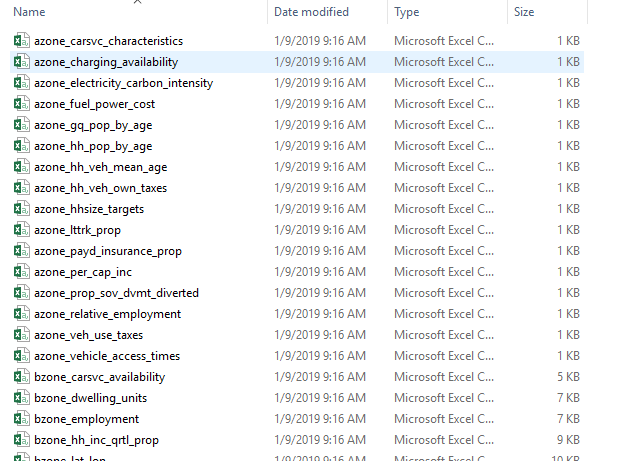 Name Date modified Type Size
azone_carsvc_characteristics 1/9/2019 9:16 AM Microsoft Excel C... 1 KB
azone_charging_availability 1/9/2019 9:16 AM Microsoft Excel C... 1 KB
azone_electricity_carbon_intensity 1/9/2019 9:16 AM Microsoft Excel C... 1 KB
azone_fuel_power_cost 1/9/2019 9:16 AM Microsoft Excel C... 1 KB
azone_gq_pop_by_age 1/9/2019 9:16 AM Microsoft Excel C... 1 KB
azone_hh_pop_by_age 1/9/2019 9:16 AM Microsoft Excel C... 1 KB
azone_hh_veh_mean_age 1/9/2019 9:16 AM Microsoft Excel C... 1 KB
azone_hh_veh_own_taxes 1/9/2019 9:16 AM Microsoft Excel C... 1 KB
azone_hhsize_targets 1/9/2019 9:16 AM Microsoft Excel C... 1 KB
azone_lttrk_prop 1/9/2019 9:16 AM Microsoft Excel C... 1 KB
azone_payd_insurance_prop 1/9/2019 9:16 AM Microsoft Excel C... 1 KB
azone_per_cap_inc 1/9/2019 9:16 AM Microsoft Excel C... 1 KB
azone_prop_sov_dvmt_diverted 1/9/2019 9:16 AM Microsoft Excel C... 1 KB
azone_relative_employment 1/9/2019 9:16 AM Microsoft Excel C... 1 KB
azone_veh_use_taxes 1/9/2019 9:16 AM Microsoft Excel C... 1 KB
azone_vehicle_access_times 1/9/2019 9:16 AM Microsoft Excel C... 1 KB
bzone_carsvc_availability 1/9/2019 9:16 AM Microsoft Excel C... 5 KB
bzone_dwelling_units 1/9/2019 9:16 AM Microsoft Excel C... 7 KB
bzone_employment 1/9/2019 9:16 AM Microsoft Excel C... 7 KB
bzone_hh_inc_qrtl_prop 1/9/2019 9:16 AM Microsoft Excel C... 9 KB
bzone_lat_lon 1/9/2019 9:16 AM Microsoft Excel C... 10 KB